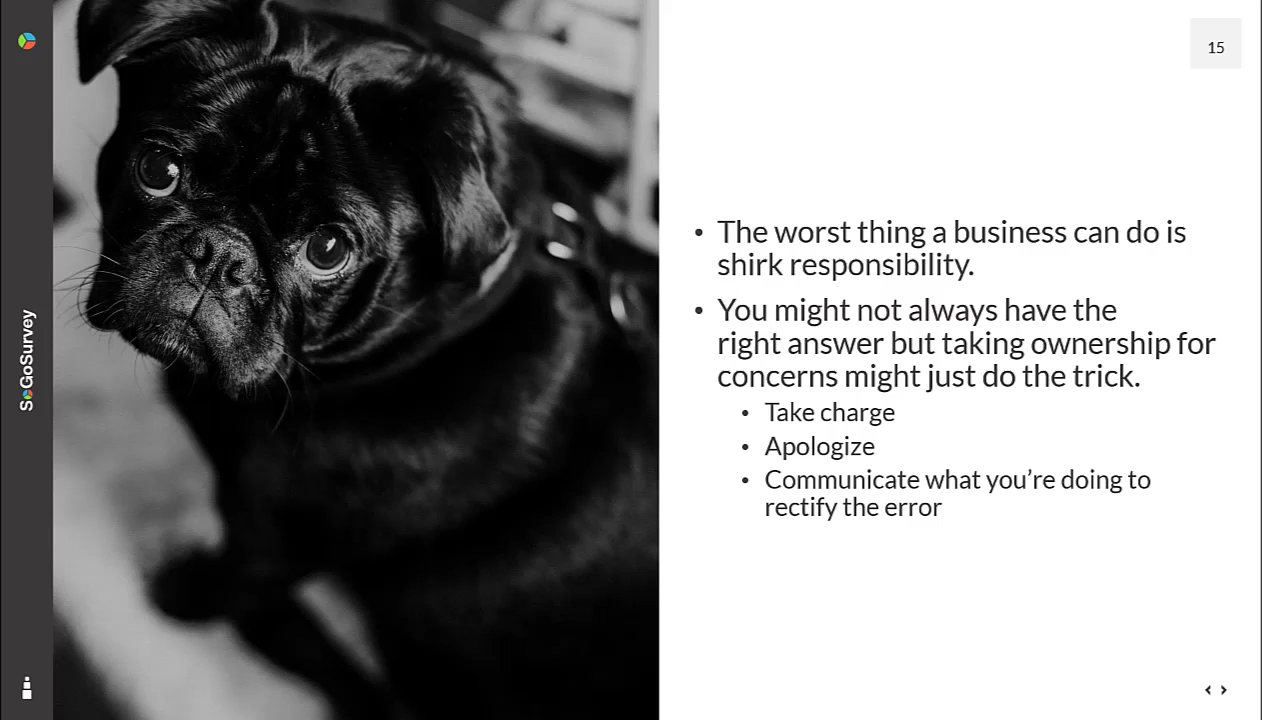 SoGoSurvey
15
• The worst thing a business can do is
shirk responsibility.
• You might not always have the
right answer but taking ownership for
concerns might just do the trick.
• Take charge
• Apologize
• Communicate what you’re doing to
rectify the error